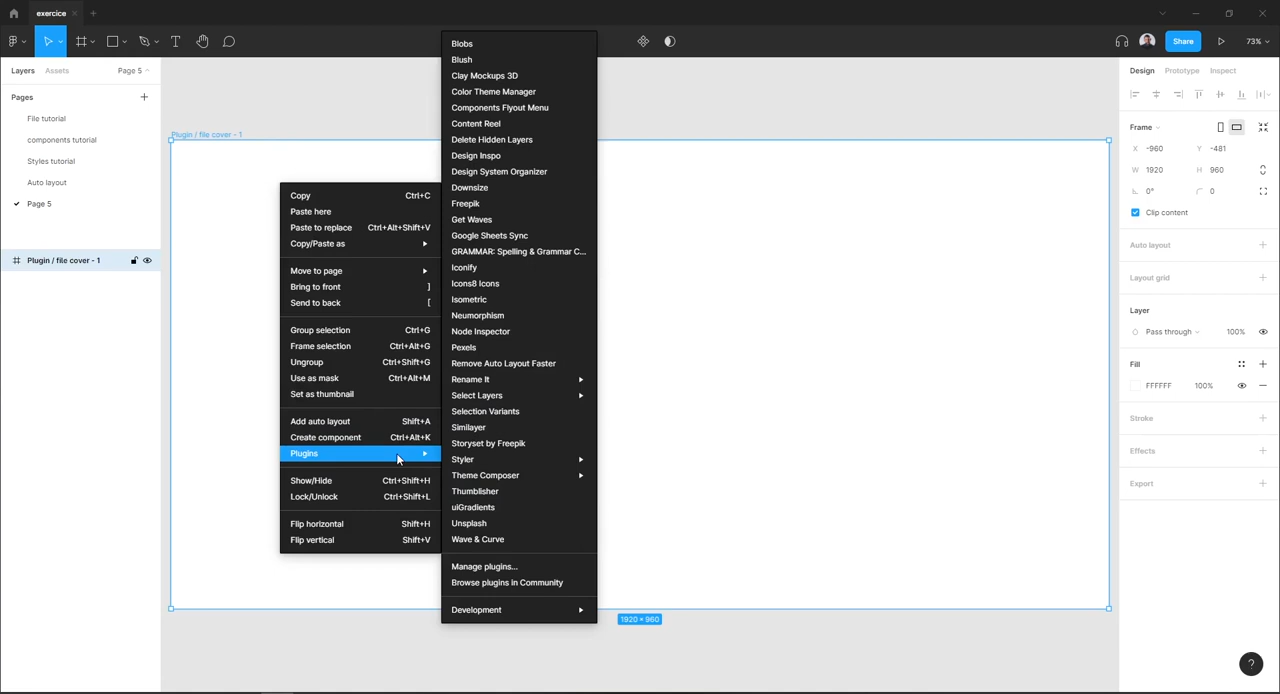 exercice
Share
73%
Layers
Assets
Page 5
Pages
File tutorial
components tutorial
Styles tutorial
Auto layout
Page 5
Plugin / file cover - 1
Plugin / file cover - 1
Copy Ctrl+C
Paste here
Paste to replace Ctrl+Alt+Shift+V
Copy/Paste as
Move to page
Bring to front ]
Send to back [
Group selection Ctrl+G
Frame selection Ctrl+Alt+G
Ungroup Ctrl+Shift+G
Use as mask Ctrl+Alt+M
Set as thumbnail
Add auto layout Shift+A
Create component Ctrl+Alt+K
Plugins
Show/Hide Ctrl+Shift+H
Lock/Unlock Ctrl+Shift+L
Flip horizontal Shift+H
Flip vertical Shift+V
Blobs
Blush
Clay Mockups 3D
Color Theme Manager
Components Flyout Menu
Content Reel
Delete Hidden Layers
Design Inspo
Design System Organizer
Downsize
Freepik
Get Waves
Google Sheets Sync
GRAMMAR: Spelling & Grammar C...
Iconify
Icons8 Icons
Isometric
Neumorphism
Node Inspector
Pexels
Remove Auto Layout Faster
Rename It
Select Layers
Selection Variants
Similayer
Storyset by Freepik
Styler
Theme Composer
Thumblisher
uiGradients
Unsplash
Wave & Curve
Manage plugins...
Browse plugins in Community
Development
1920 × 960
Design Prototype Inspect
Frame
X -960 Y -481
W 1920 H 960
0° 0
Clip content
Auto layout
Layout grid
Layer
Pass through 100%
Fill
FFFFFF 100%
Stroke
Effects
Export
?